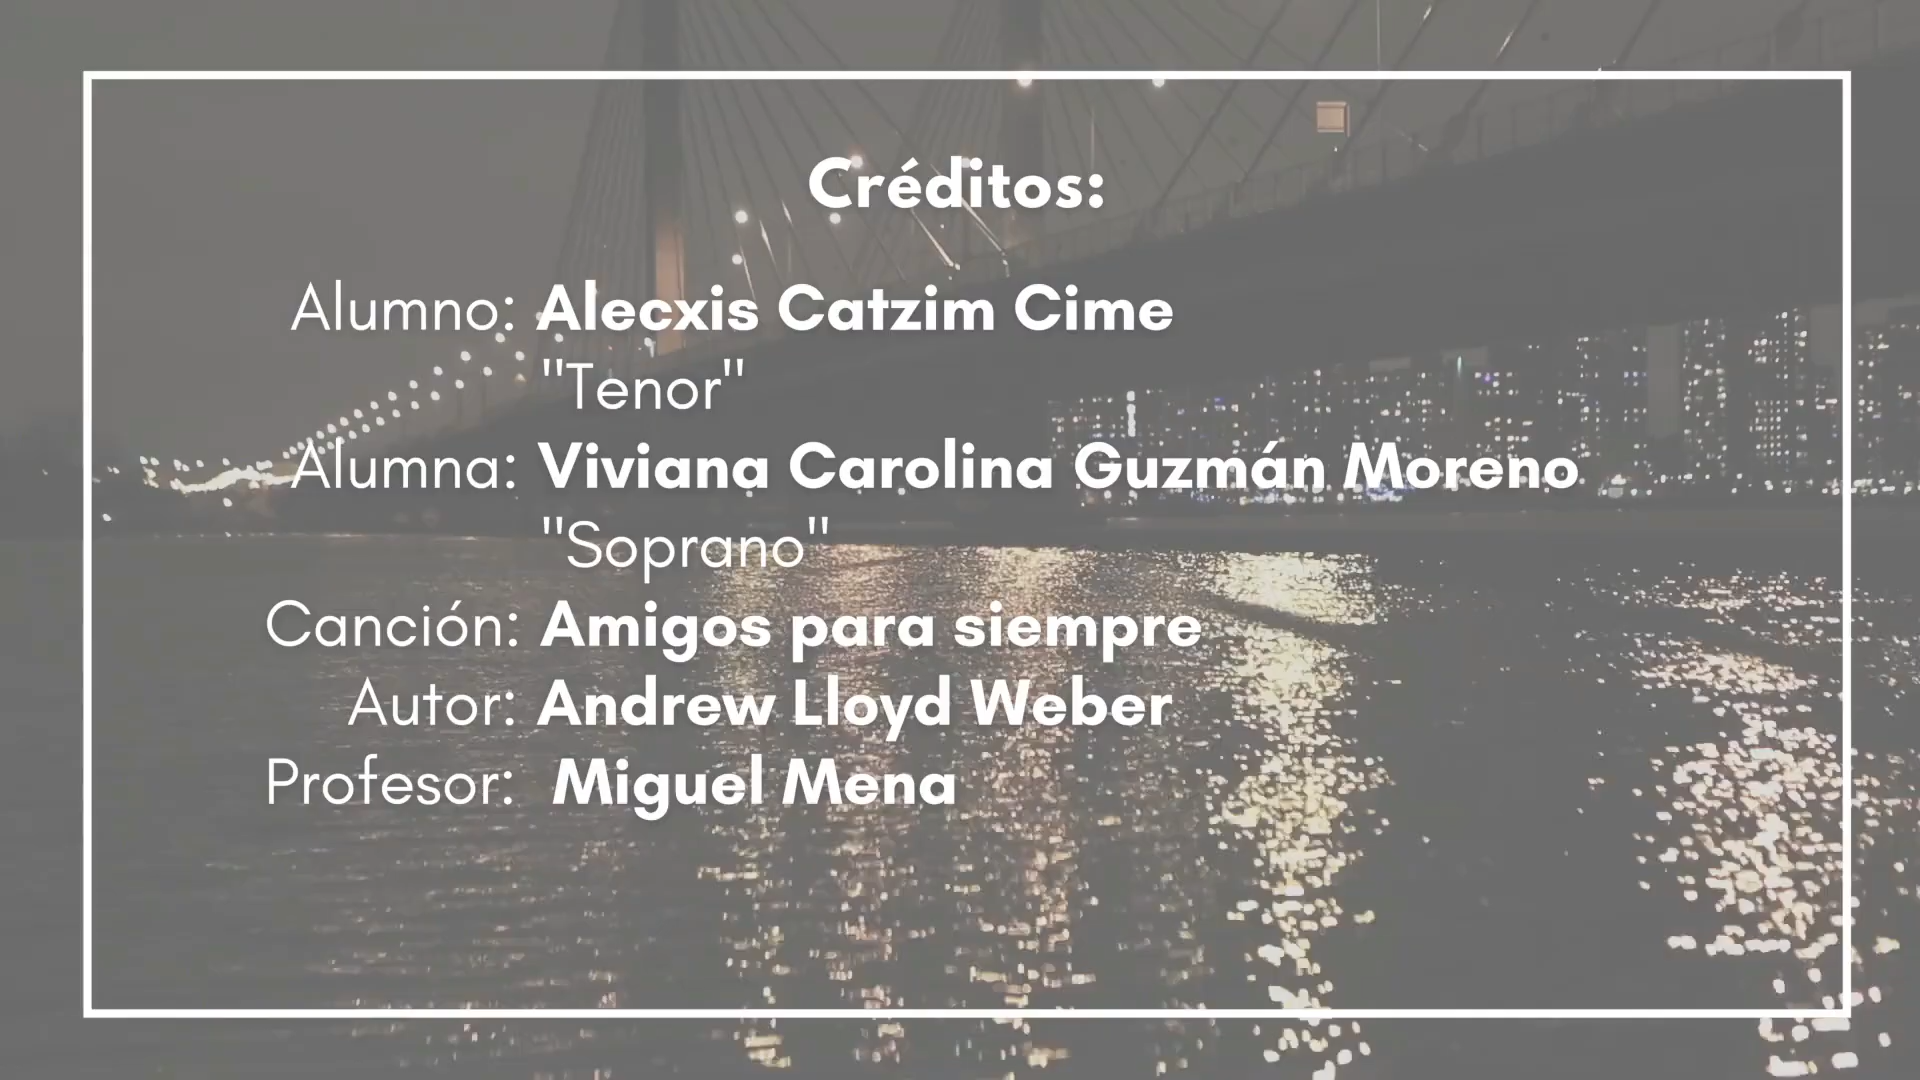 Créditos:
Alumno: Alecxis Catzim Cime
"Tenor"
Alumna: Viviana Carolina Guzmán Moreno
"Soprano"
Canción: Amigos para siempre
Autor: Andrew Lloyd Weber
Profesor: Miguel Mena